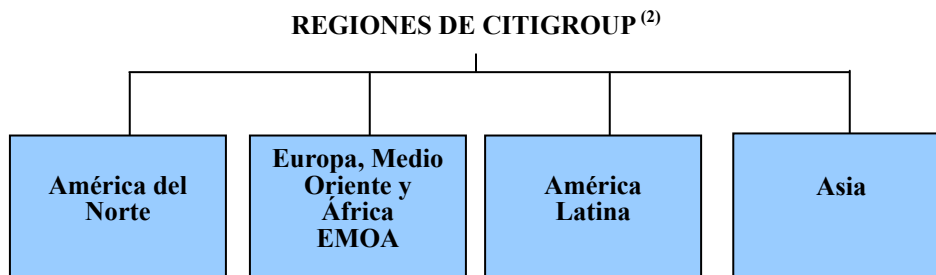 REGIONES DE CITIGROUP (2)
América del
Norte
Europa, Medio
Oriente y
África
EMOA
América
Latina
Asia